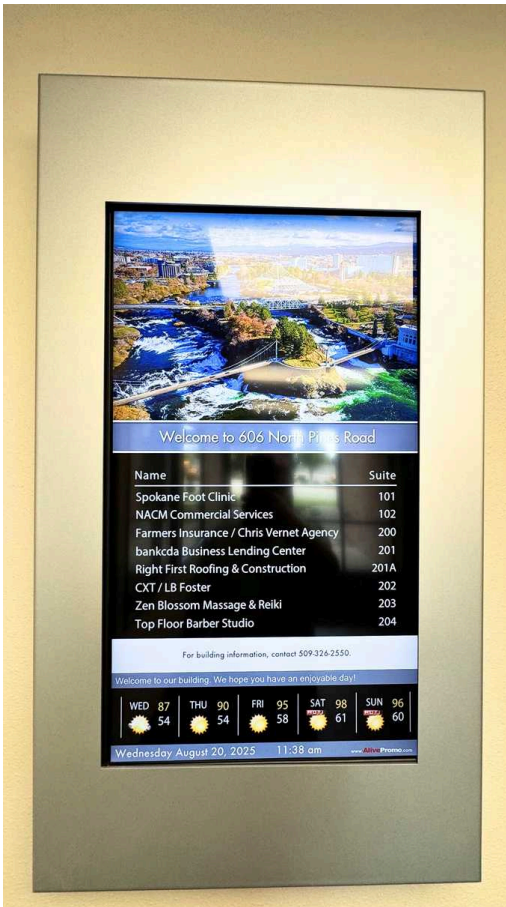 Welcome to 606 North Pines Road
Name Suite
Spokane Foot Clinic 101
NACM Commercial Services 102
Farmers Insurance / Chris Vernet Agency 200
bankcda Business Lending Center 201
Right First Roofing & Construction 201A
CXT / LB Foster 202
Zen Blossom Massage & Reiki 203
Top Floor Barber Studio 204
For building information, contact 509-326-2550.
Welcome to our building. We hope you have an enjoyable day!
WED 87 THU 90 FRI 95 SAT 98 SUN 96
54 54 58 61 60
Wednesday August 20, 2025 11:38 am www.AlivePromo.com